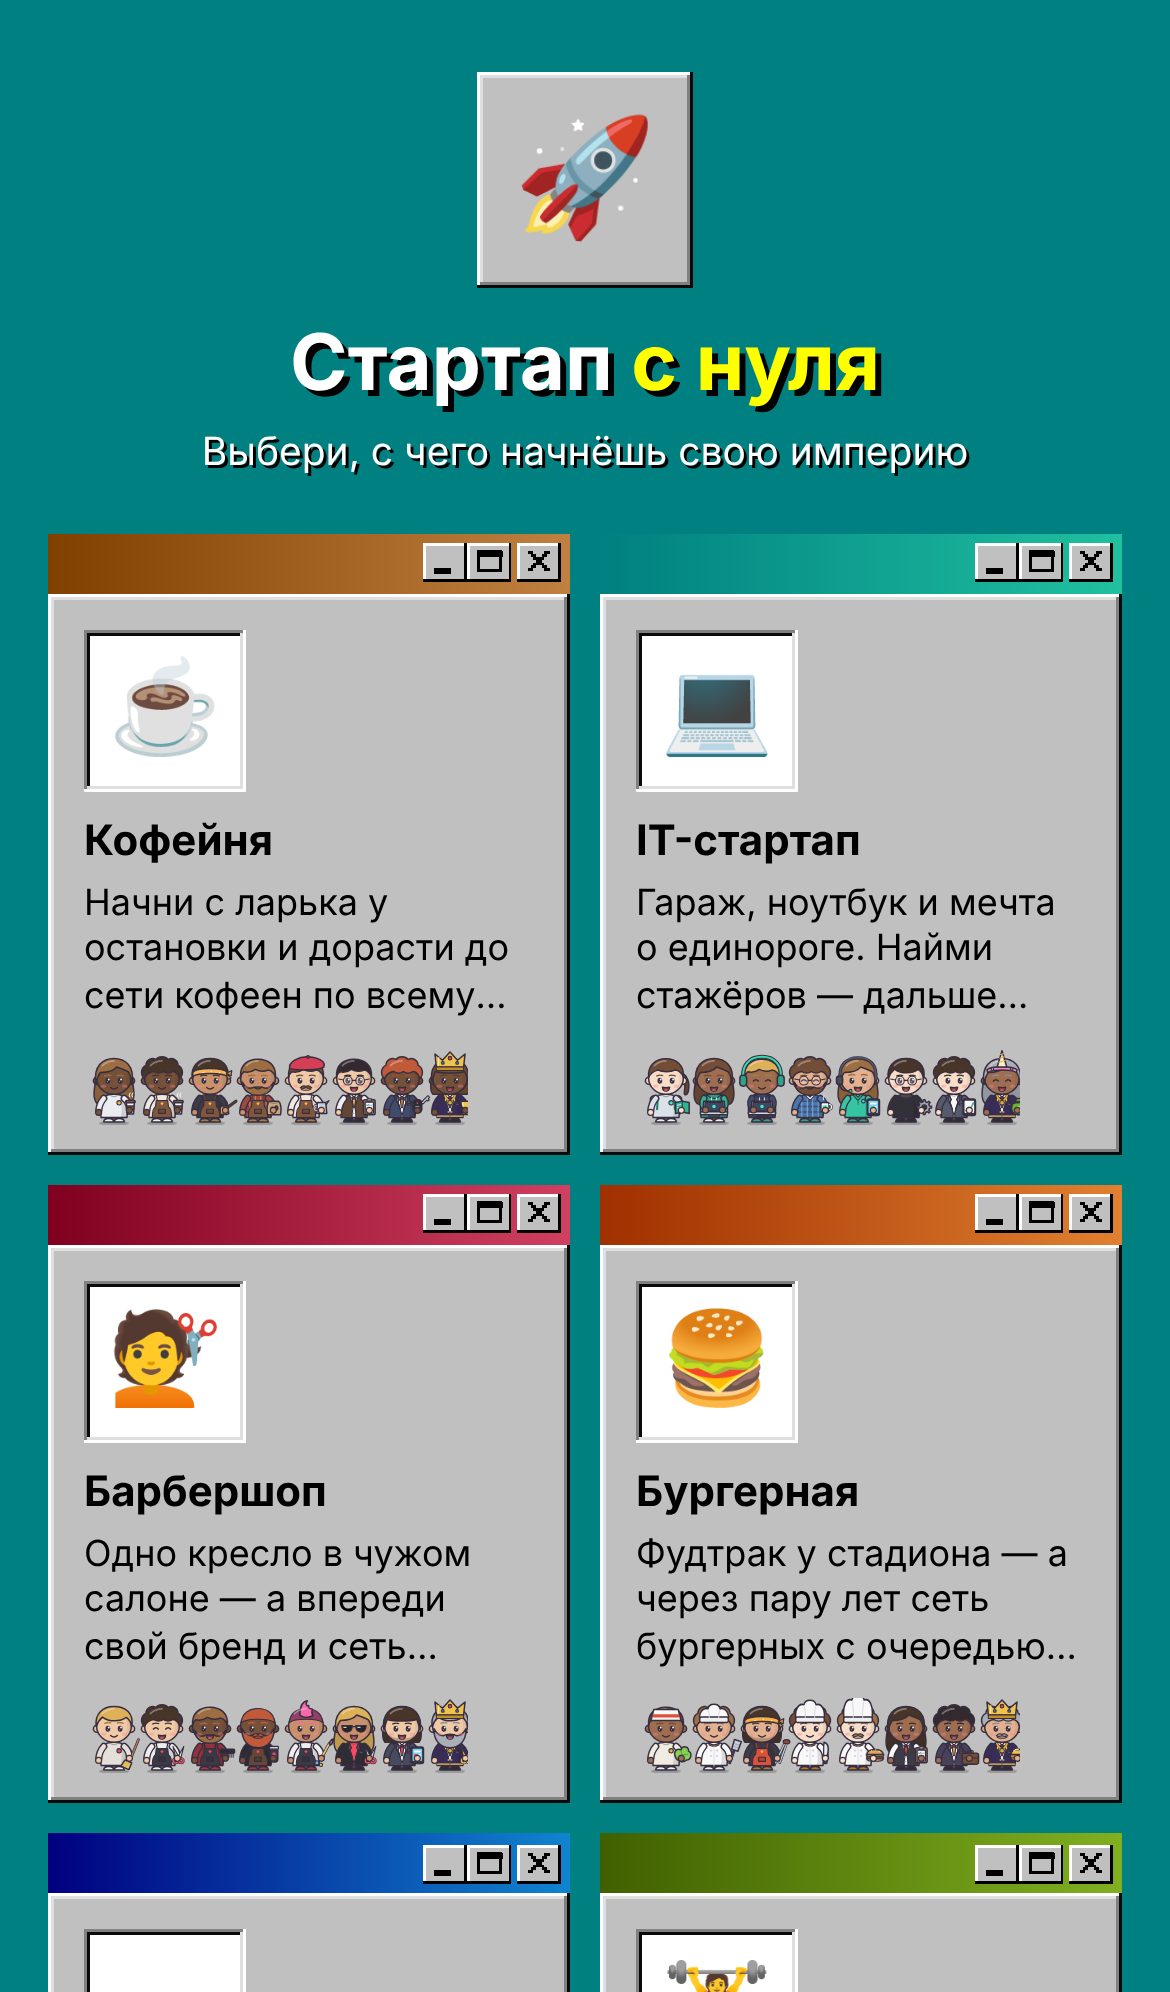 Стартап с нуля
Выбери, с чего начнёшь свою империю
Кофейня
Начни с ларька у
остановки и дорасти до
сети кофеен по всему...
IT-стартап
Гараж, ноутбук и мечта
о единороге. Найми
стажёров — дальше...
Барбершоп
Одно кресло в чужом
салоне — а впереди
свой бренд и сеть...
Бургерная
Фудтрак у стадиона — а
через пару лет сеть
бургерных с очередью...